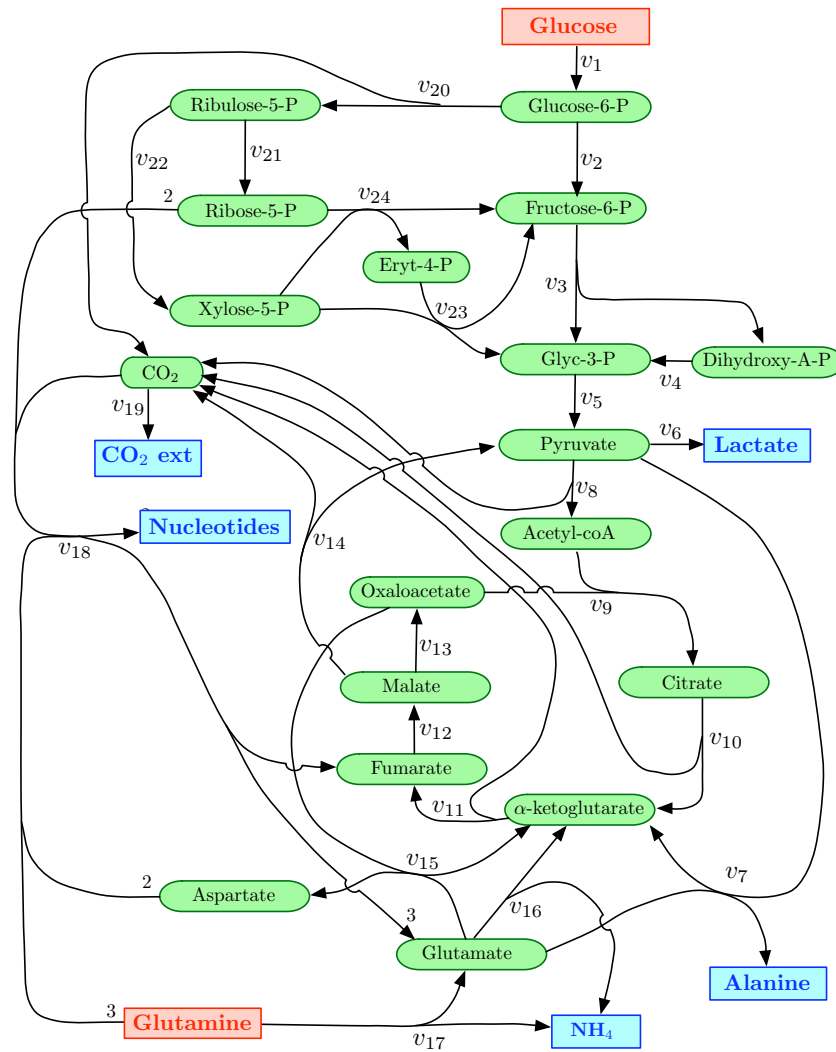 Glucose
v1
v20
Ribulose-5-P
Glucose-6-P
v22
v21
v2
2
v24
Ribose-5-P
Fructose-6-P
Eryt-4-P
v3
Xylose-5-P
v23
Glyc-3-P
Dihydroxy-A-P
CO2
v4
v19
v5
v6
CO2 ext
Pyruvate
Lactate
v8
Nucleotides
Acetyl-coA
v18
v14
Oxaloacetate
v9
v13
Malate
Citrate
v12
v10
Fumarate
v11
α-ketoglutarate
v15
v7
2
Aspartate
v16
3
Glutamate
Alanine
3
Glutamine
NH4
v17